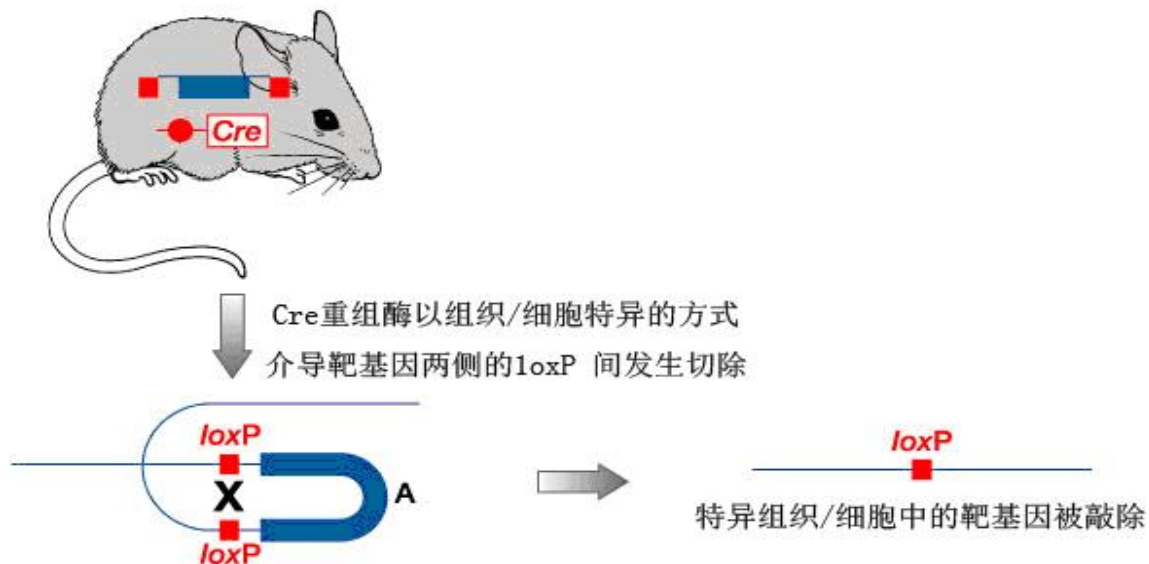 Cre
Cre重组酶以组织/细胞特异的方式
介导靶基因两侧的loxP 间发生切除
loxP
X
A
loxP
loxP
特异组织/细胞中的靶基因被敲除